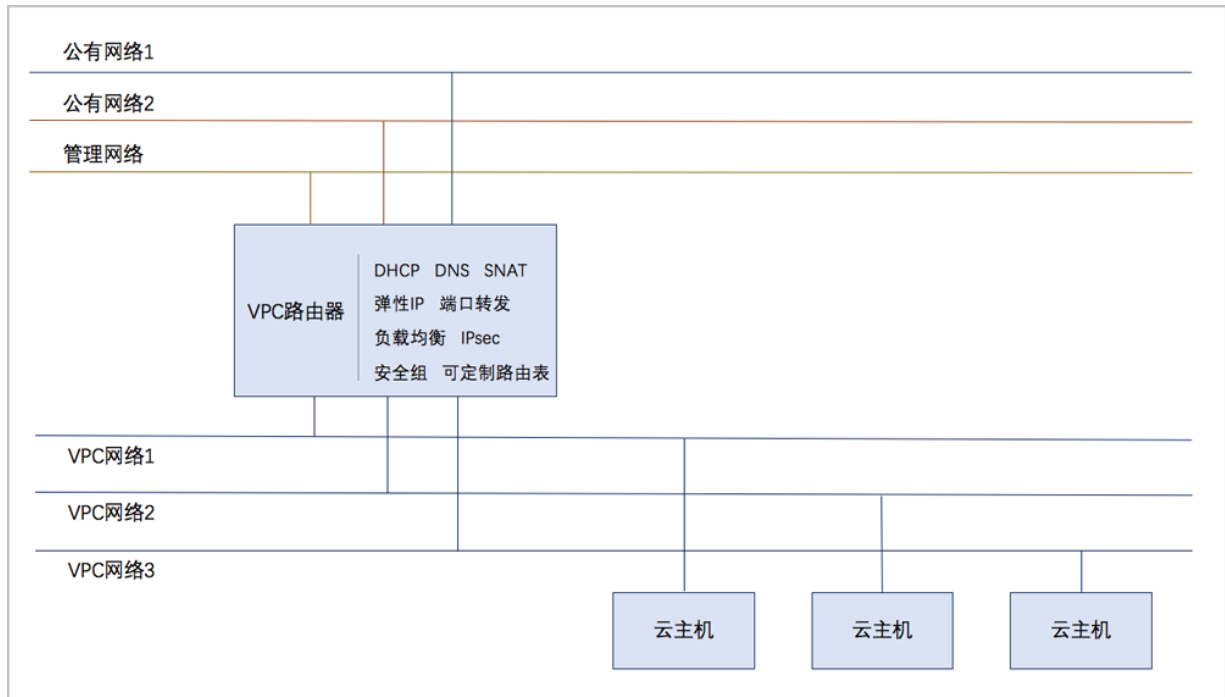 公有网络1
公有网络2
管理网络
VPC路由器
DHCP DNS SNAT
弹性IP 端口转发
负载均衡 IPsec
安全组 可定制路由表
VPC网络1
VPC网络2
VPC网络3
云主机
云主机
云主机